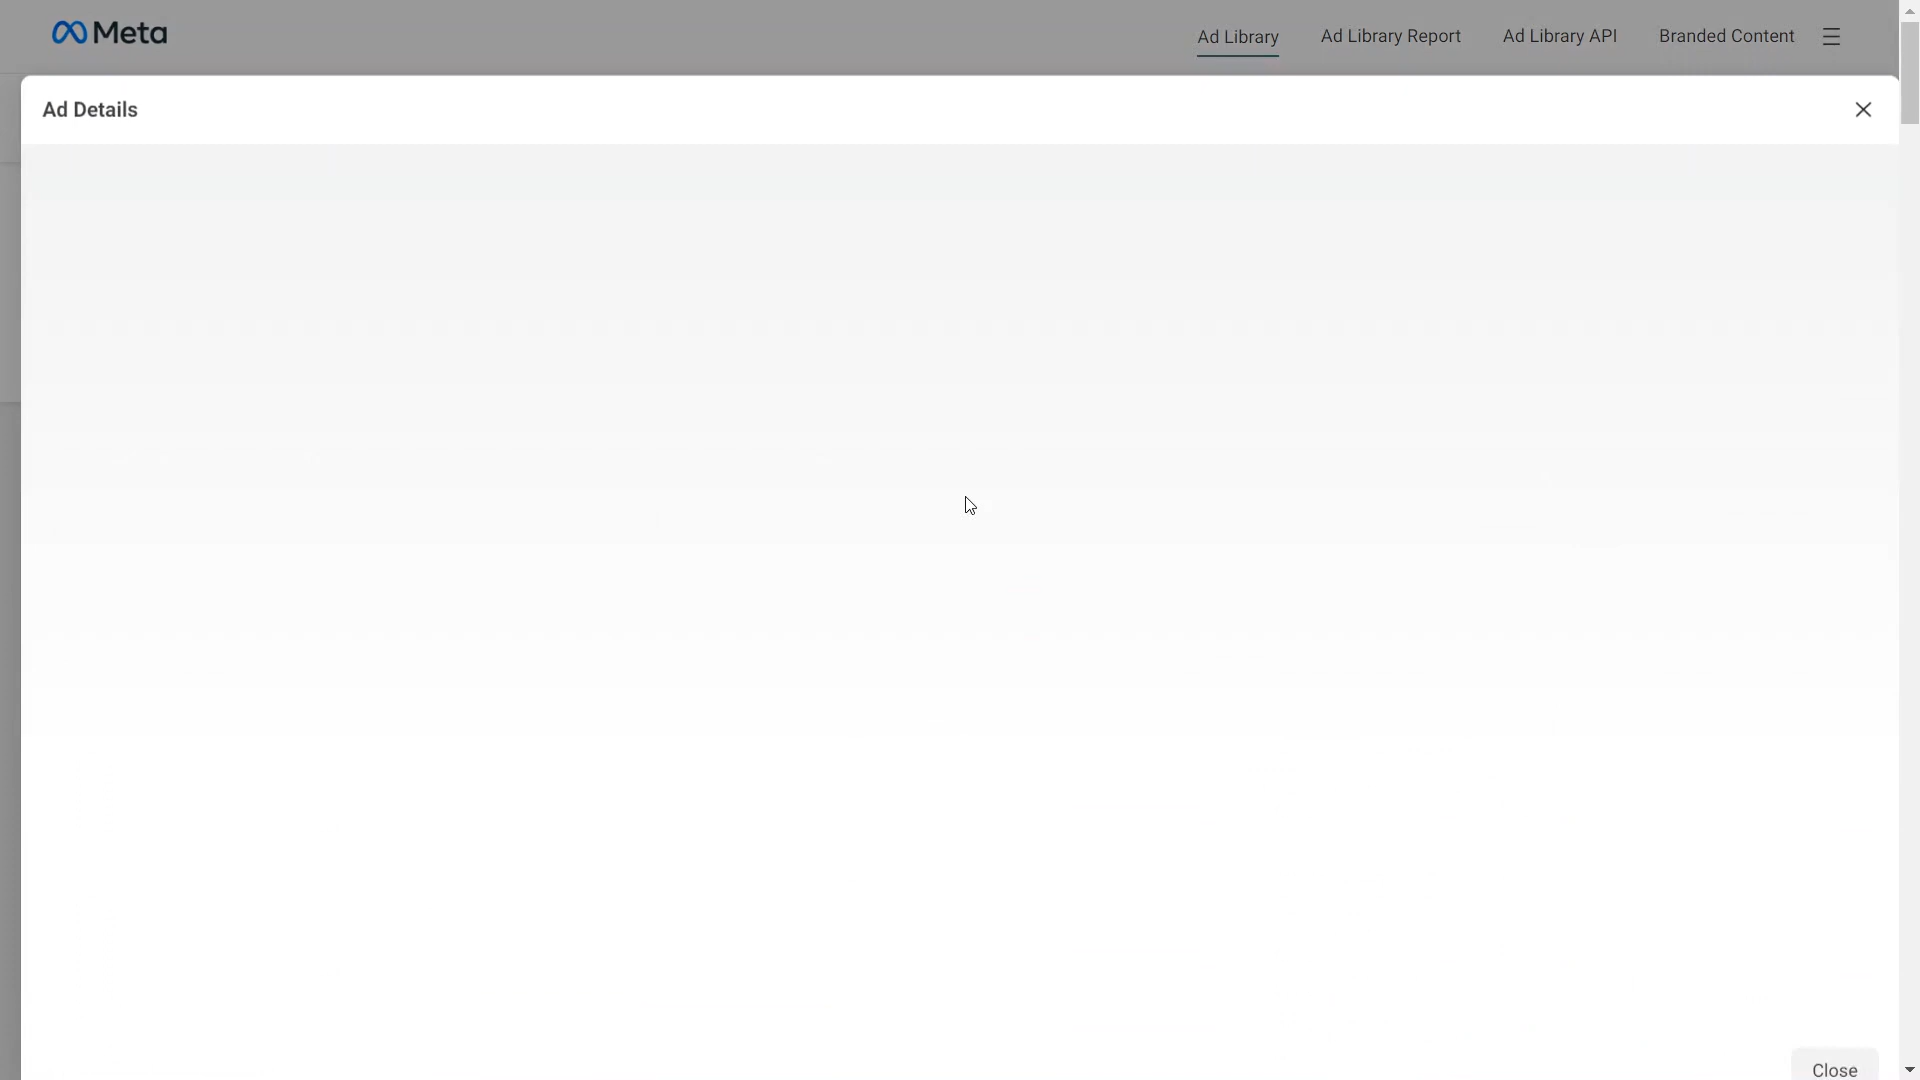 Meta
Ad Library
Ad Library Report
Ad Library API
Branded Content
Ad Details
Close